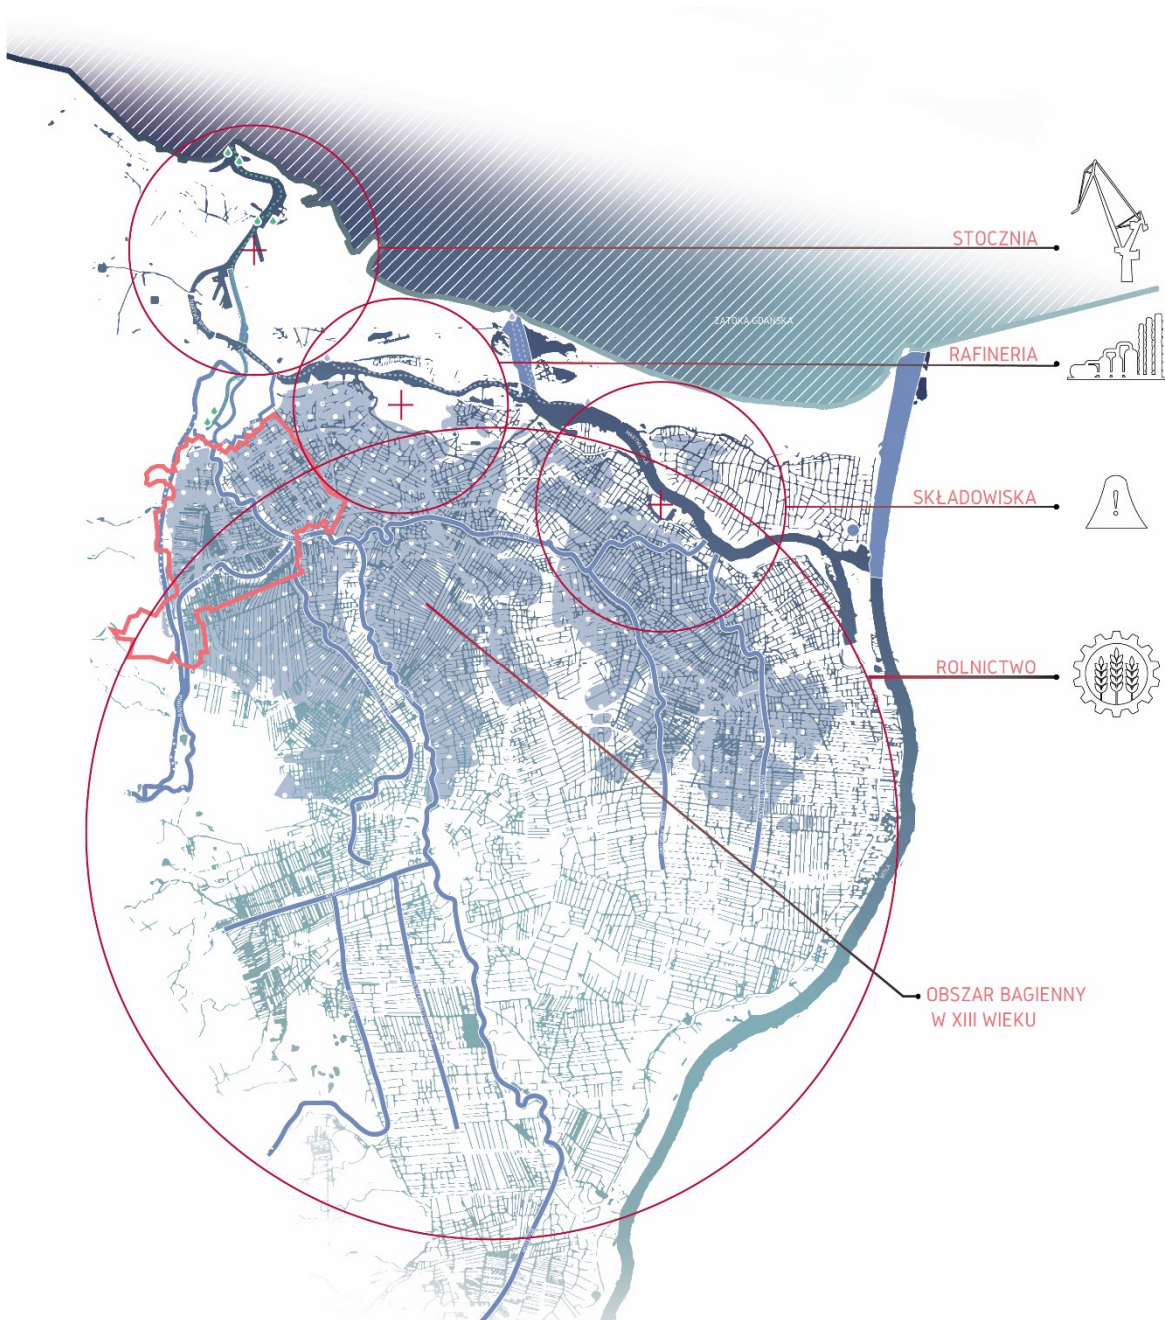 STOCZNIA
ZATOKA GDAŃSKA
RAFINERIA
SKŁADOWISKA
ROLNICTWO
OBSZAR BAGIENNY
W XIII WIEKU